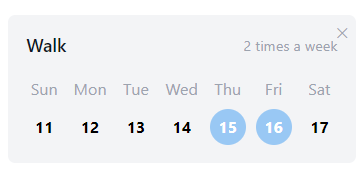 Walk
2 times a week
Sun Mon Tue Wed Thu Fri Sat
11 12 13 14 15 16 17